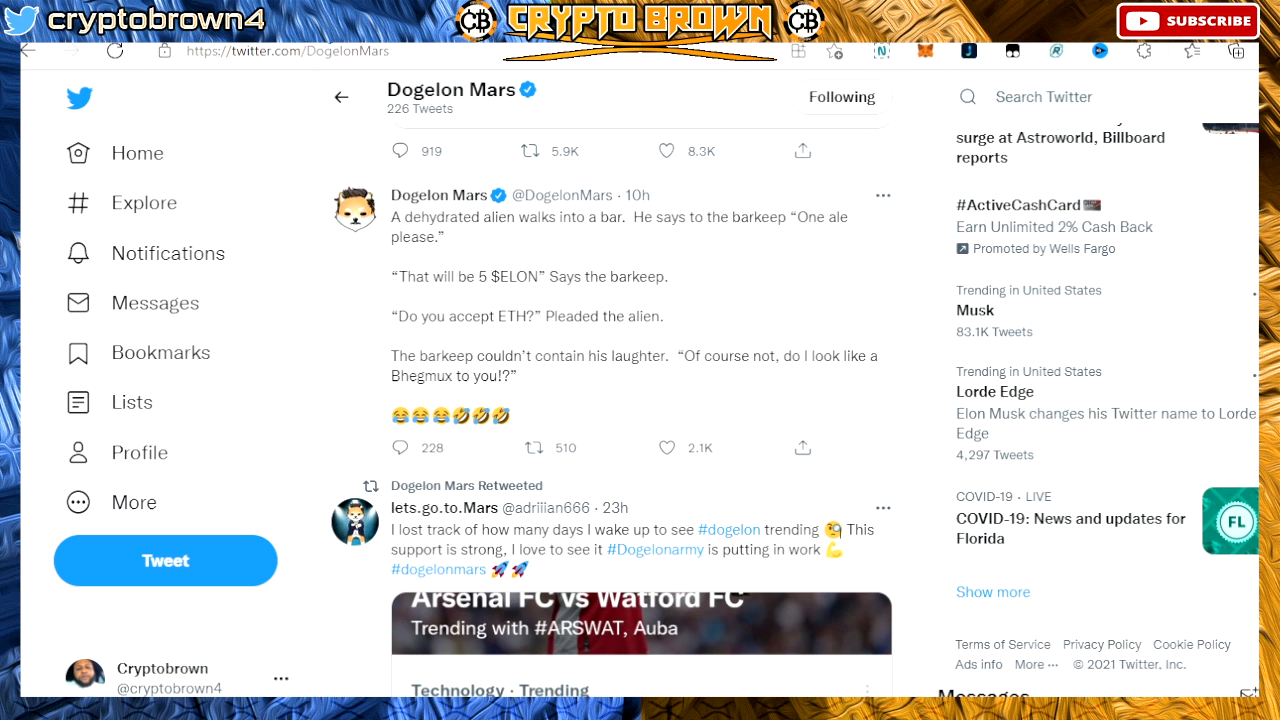 cryptobrown4
CB CRYPTO BROWN CB
SUBSCRIBE
https://twitter.com/DogelonMars
Dogelon Mars
226 Tweets
Following
Search Twitter
Home
Explore
Notifications
Messages
Bookmarks
Lists
Profile
More
Tweet
Cryptobrown
@cryptobrown4
919 5.9K 8.3K
Dogelon Mars @DogelonMars · 10h
A dehydrated alien walks into a bar. He says to the barkeep “One ale
please.”
“That will be 5 $ELON” Says the barkeep.
“Do you accept ETH?” Pleaded the alien.
The barkeep couldn’t contain his laughter. “Of course not, do I look like a
Bhegmux to you!?”
😂😂😂🤣🤣🤣
228 510 2.1K
Dogelon Mars Retweeted
lets.go.to.Mars @adriiian666 · 23h
I lost track of how many days I wake up to see #dogelon trending 🧐 This
support is strong, I love to see it #Dogelonarmy is putting in work 💪
#dogelonmars 🚀🚀
Arsenal FC vs Watford FC
Trending with #ARSWAT, Auba
Technology · Trending
surge at Astroworld, Billboard
reports
#ActiveCashCard
Earn Unlimited 2% Cash Back
Promoted by Wells Fargo
Trending in United States
Musk
83.1K Tweets
Trending in United States
Lorde Edge
Elon Musk changes his Twitter name to Lorde
Edge
4,297 Tweets
COVID-19 · LIVE
COVID-19: News and updates for
Florida
FL
Show more
Terms of Service Privacy Policy Cookie Policy
Ads info More ··· © 2021 Twitter, Inc.
Messages